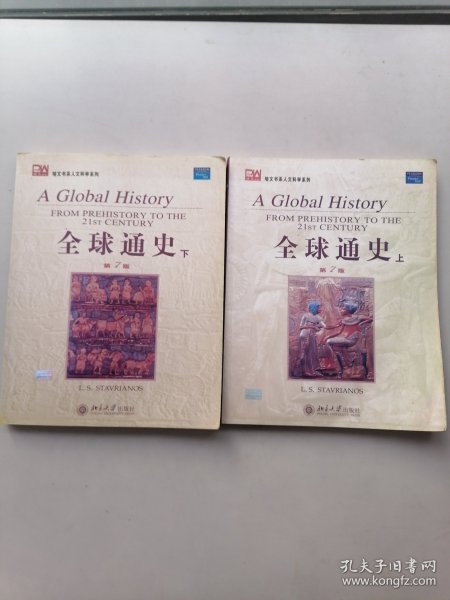 培文书系人文科学系列
A Global History
FROM PREHISTORY TO THE
21ST CENTURY
全球通史下
第7版
L. S. STAVRIANOS
北京大学出版社
培文书系人文科学系列
A Global History
FROM PREHISTORY TO THE
21ST CENTURY
全球通史上
第7版
L. S. STAVRIANOS
北京大学出版社
孔夫子旧书网
www.kongfz.com